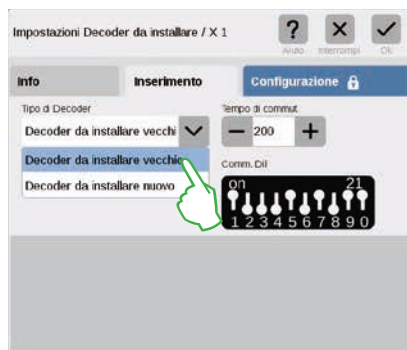 Impostazioni Decoder da installare / X 1
Aiuto Interrompi Ok
Info Inserimento Configurazione
Tipo di Decoder Tempo di commut.
Decoder da installare vecchi 200
Decoder da installare vecchio
Comm. Dil
Decoder da installare nuovo
on 21
1 2 3 4 5 6 7 8 9 0